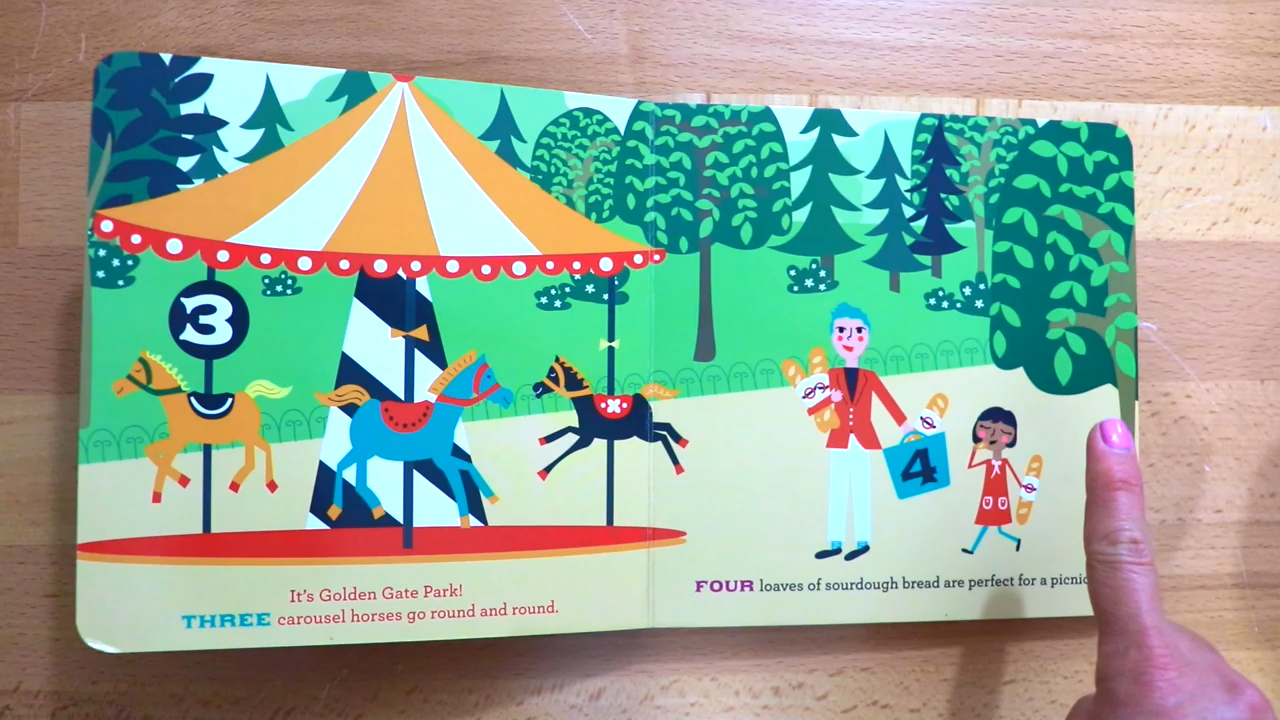 3
It's Golden Gate Park!
THREE carousel horses go round and round.
4
FOUR loaves of sourdough bread are perfect for a picnic